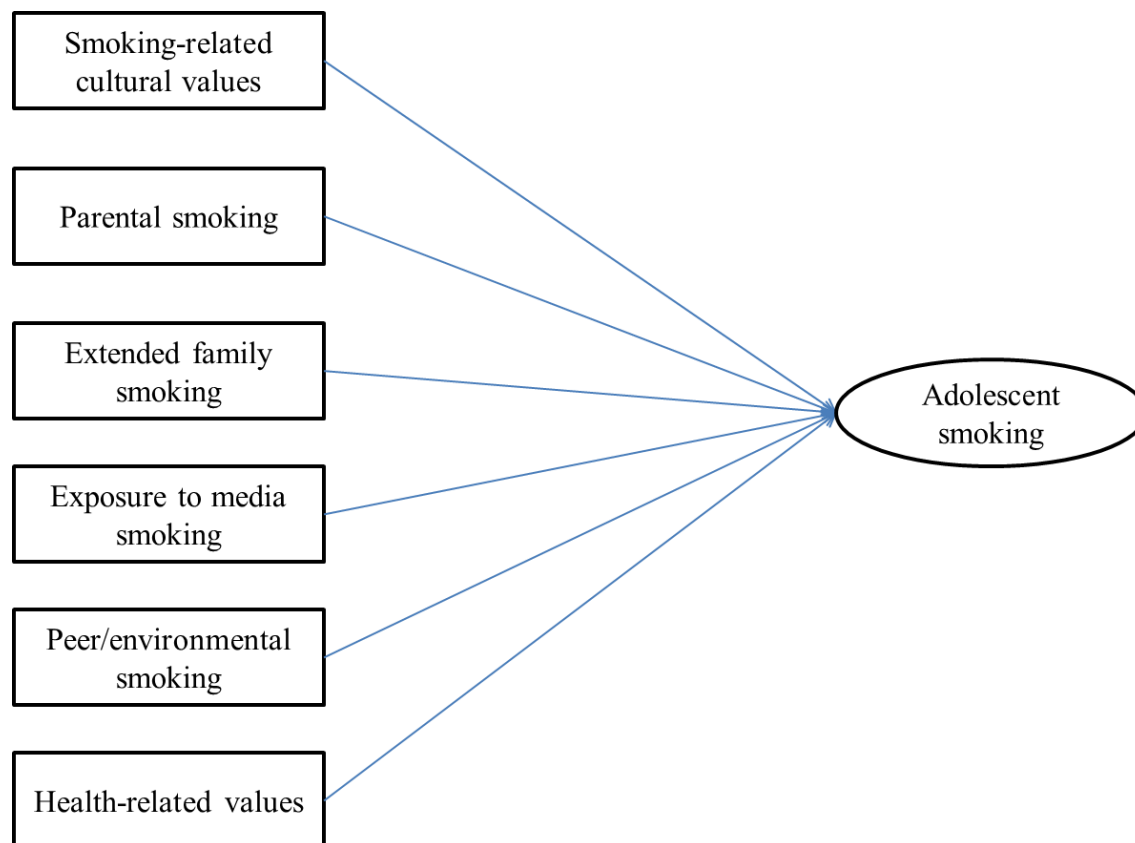 Smoking-related
cultural values
Parental smoking
Extended family
smoking
Exposure to media
smoking
Peer/environmental
smoking
Health-related values
Adolescent
smoking